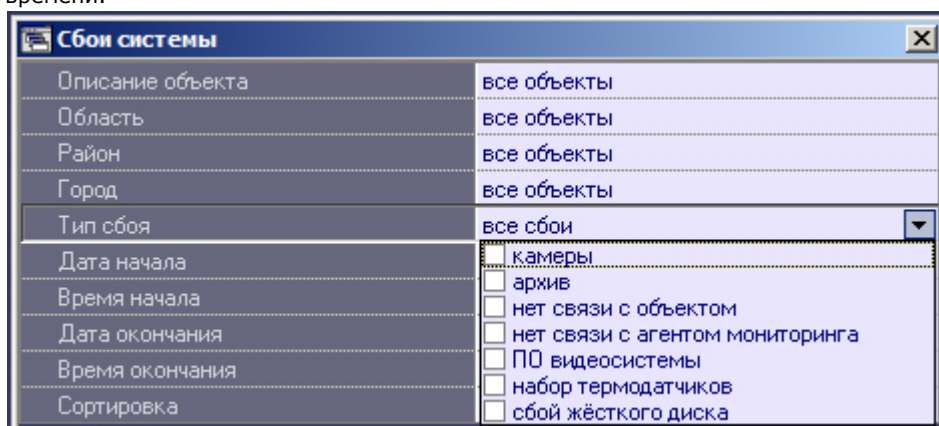 Сбои системы
Описание объекта все объекты
Область все объекты
Район все объекты
Город все объекты
Тип сбоя все сбои
Дата начала камеры
архив
Время начала нет связи с объектом
Дата окончания нет связи с агентом мониторинга
ПО видеосистемы
Время окончания набор термодатчиков
Сортировка сбой жёсткого диска